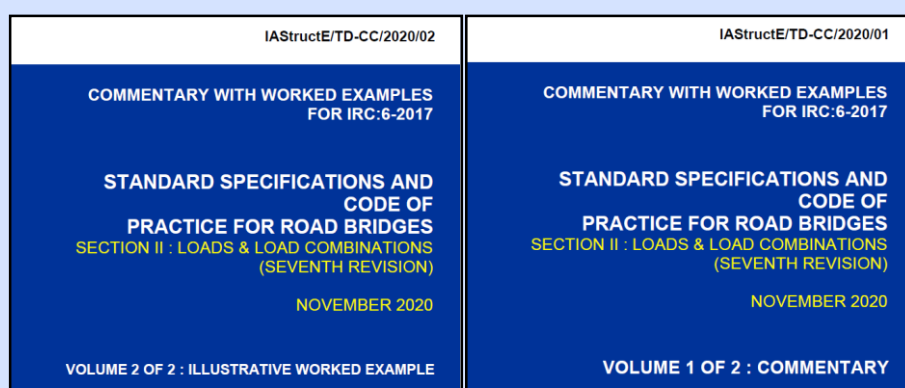 IAStructE/TD-CC/2020/02
COMMENTARY WITH WORKED EXAMPLES
FOR IRC:6-2017
STANDARD SPECIFICATIONS AND
CODE OF
PRACTICE FOR ROAD BRIDGES
SECTION II : LOADS & LOAD COMBINATIONS
(SEVENTH REVISION)
NOVEMBER 2020
VOLUME 2 OF 2 : ILLUSTRATIVE WORKED EXAMPLE
IAStructE/TD-CC/2020/01
COMMENTARY WITH WORKED EXAMPLES
FOR IRC:6-2017
STANDARD SPECIFICATIONS AND
CODE OF
PRACTICE FOR ROAD BRIDGES
SECTION II : LOADS & LOAD COMBINATIONS
(SEVENTH REVISION)
NOVEMBER 2020
VOLUME 1 OF 2 : COMMENTARY